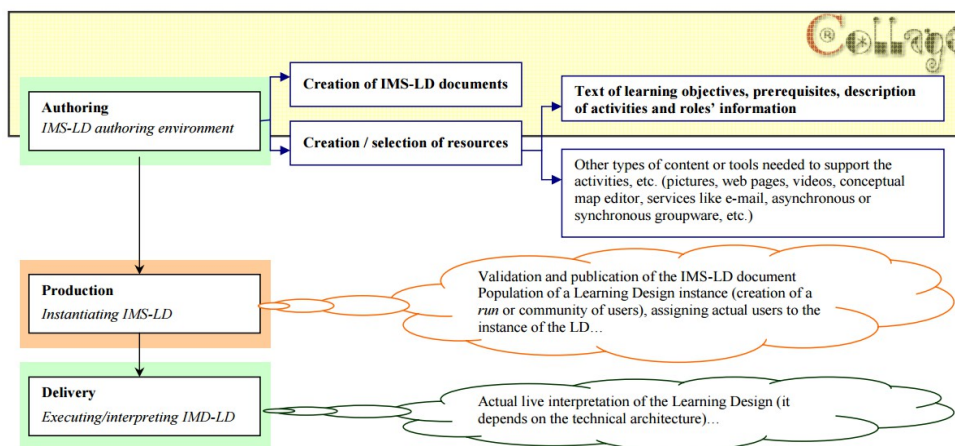 Collage
Authoring
IMS-LD authoring environment
Creation of IMS-LD documents
Creation / selection of resources
Text of learning objectives, prerequisites, description
of activities and roles’ information
Other types of content or tools needed to support the
activities, etc. (pictures, web pages, videos, conceptual
map editor, services like e-mail, asynchronous or
synchronous groupware, etc.)
Production
Instantiating IMS-LD
Validation and publication of the IMS-LD document
Population of a Learning Design instance (creation of a
run or community of users), assigning actual users to the
instance of the LD…
Delivery
Executing/interpreting IMD-LD
Actual live interpretation of the Learning Design (it
depends on the technical architecture)…